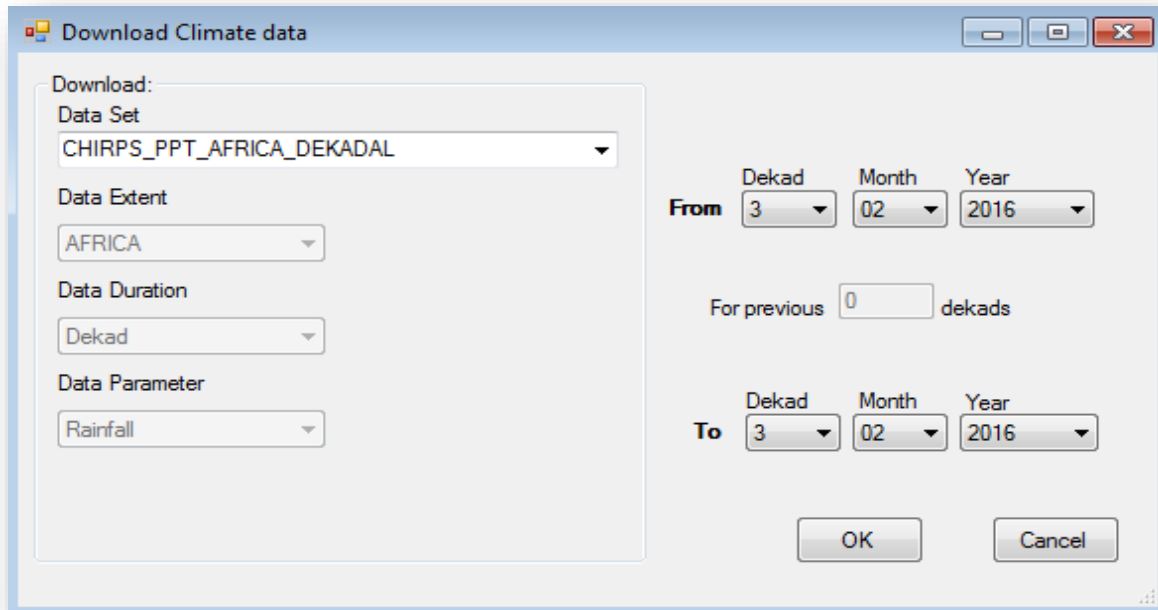 Download Climate data
Download:
Data Set
CHIRPS_PPT_AFRICA_DEKADAL
Data Extent
AFRICA
Data Duration
Dekad
Data Parameter
Rainfall
Dekad Month Year
From 3 02 2016
For previous 0 dekads
Dekad Month Year
To 3 02 2016
OK Cancel